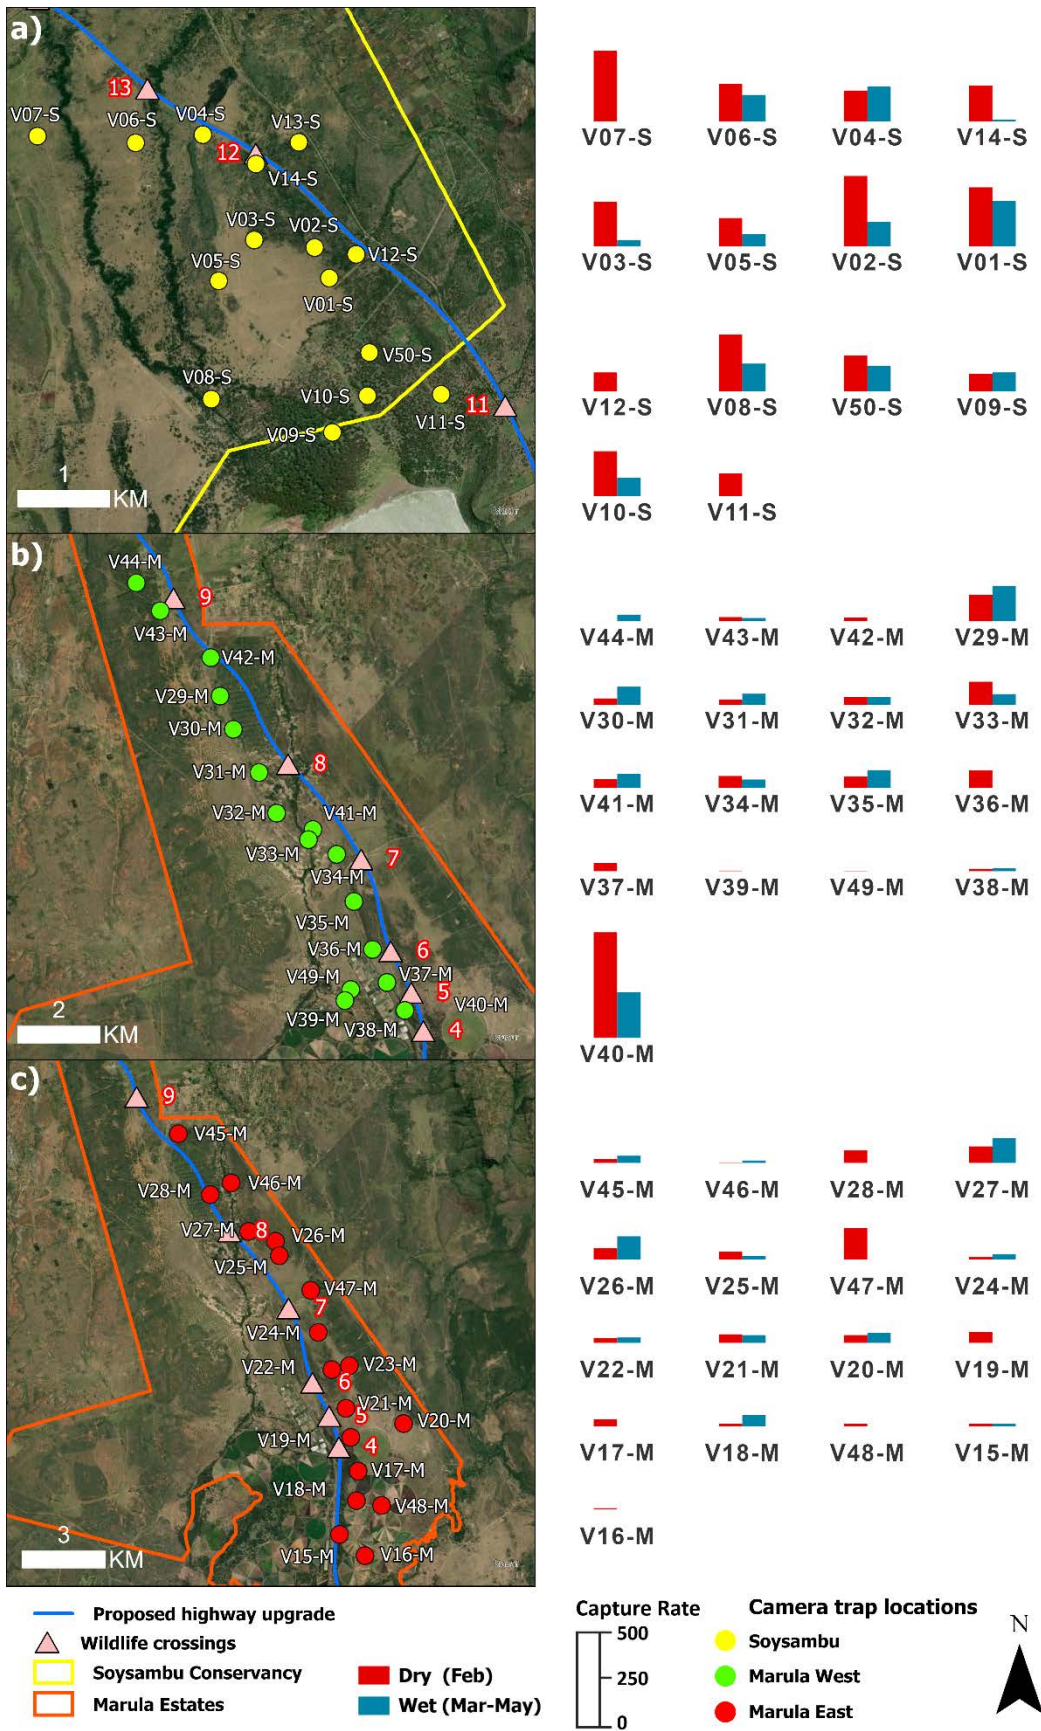 a)
13
V07-S
V06-S
V04-S
V13-S
12
V14-S
V03-S
V02-S
V12-S
V05-S
V01-S
V50-S
V08-S
V10-S
V11-S
11
V09-S
1
KM
V07-S V06-S V04-S V14-S
V03-S V05-S V02-S V01-S
V12-S V08-S V50-S V09-S
V10-S V11-S
b)
V44-M
9
V43-M
V42-M
V29-M
V30-M
8
V31-M
V32-M
V41-M
V33-M
7
V34-M
V35-M
V36-M
6
V49-M
V37-M
5
V40-M
V39-M
V38-M
4
2
KM
V44-M V43-M V42-M V29-M
V30-M V31-M V32-M V33-M
V41-M V34-M V35-M V36-M
V37-M V39-M V49-M V38-M
V40-M
c)
9
V45-M
V46-M
V28-M
V27-M
8
V26-M
V25-M
V47-M
7
V24-M
V22-M
V23-M
6
V21-M
5
V20-M
V19-M
4
V17-M
V18-M
V48-M
V15-M
V16-M
3
KM
V45-M V46-M V28-M V27-M
V26-M V25-M V47-M V24-M
V22-M V21-M V20-M V19-M
V17-M V18-M V48-M V15-M
V16-M
Proposed highway upgrade
Wildlife crossings
Soysambu Conservancy
Marula Estates
Dry (Feb)
Wet (Mar-May)
Capture Rate
500
250
0
Camera trap locations
Soysambu
Marula West
Marula East
N